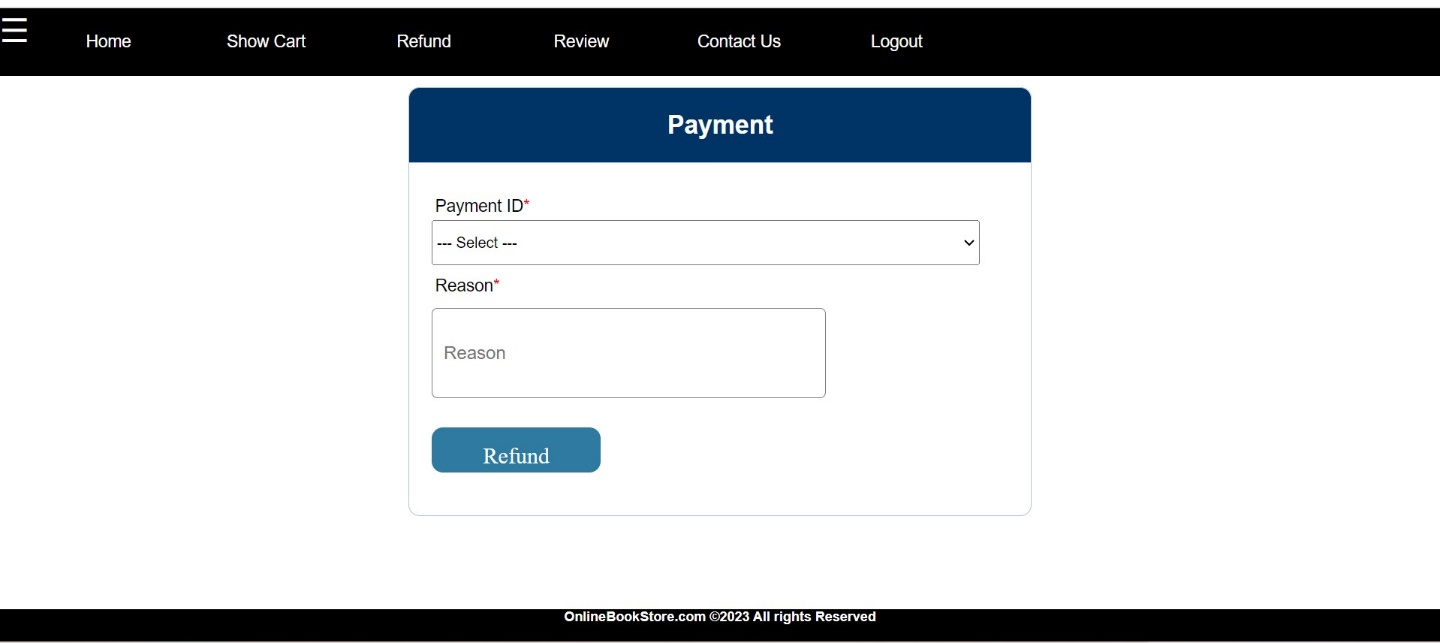 Home Show Cart Refund Review Contact Us Logout
Payment
Payment ID*
--- Select ---
Reason*
Reason
Refund
OnlineBookStore.com ©2023 All rights Reserved